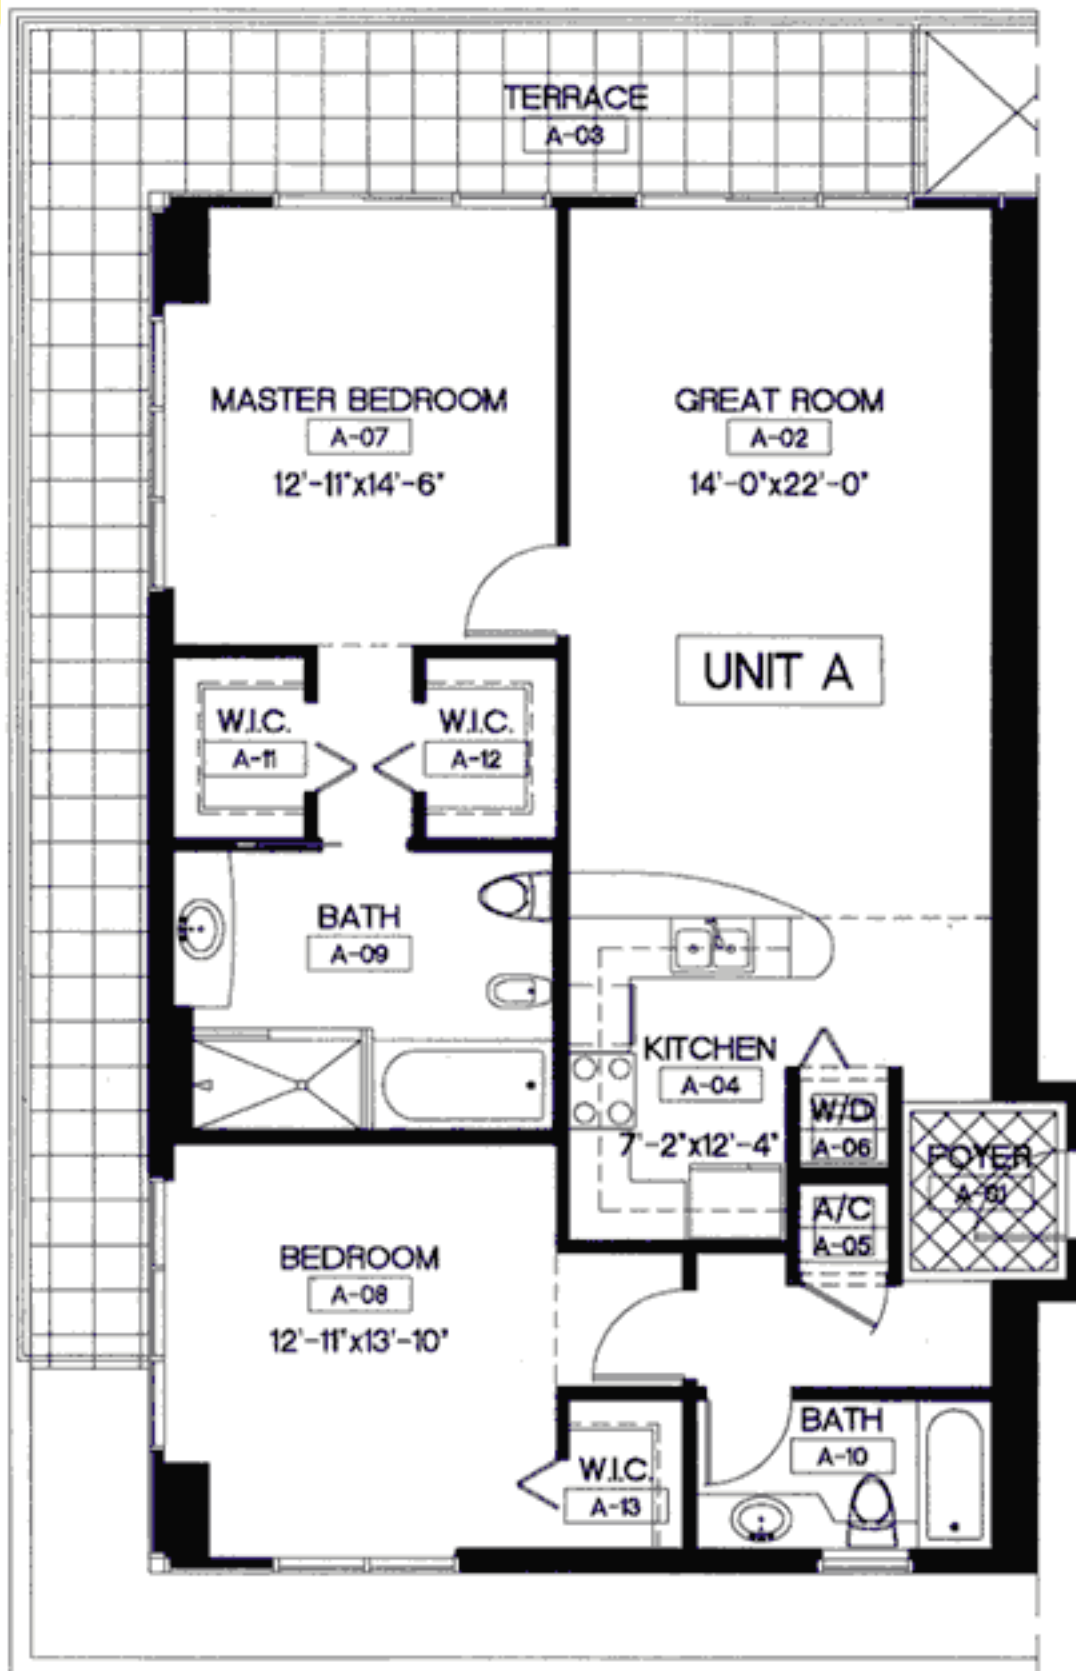 TERRACE
A-03
MASTER BEDROOM
A-07
12'-11"x14'-6"
GREAT ROOM
A-02
14'-0"x22'-0"
UNIT A
W.I.C.
A-11
W.I.C.
A-12
BATH
A-09
KITCHEN
A-04
7'-2"x12'-4"
W/D
A-06
FOYER
A-01
A/C
A-05
BEDROOM
A-08
12'-11"x13'-10"
BATH
A-10
W.I.C.
A-13